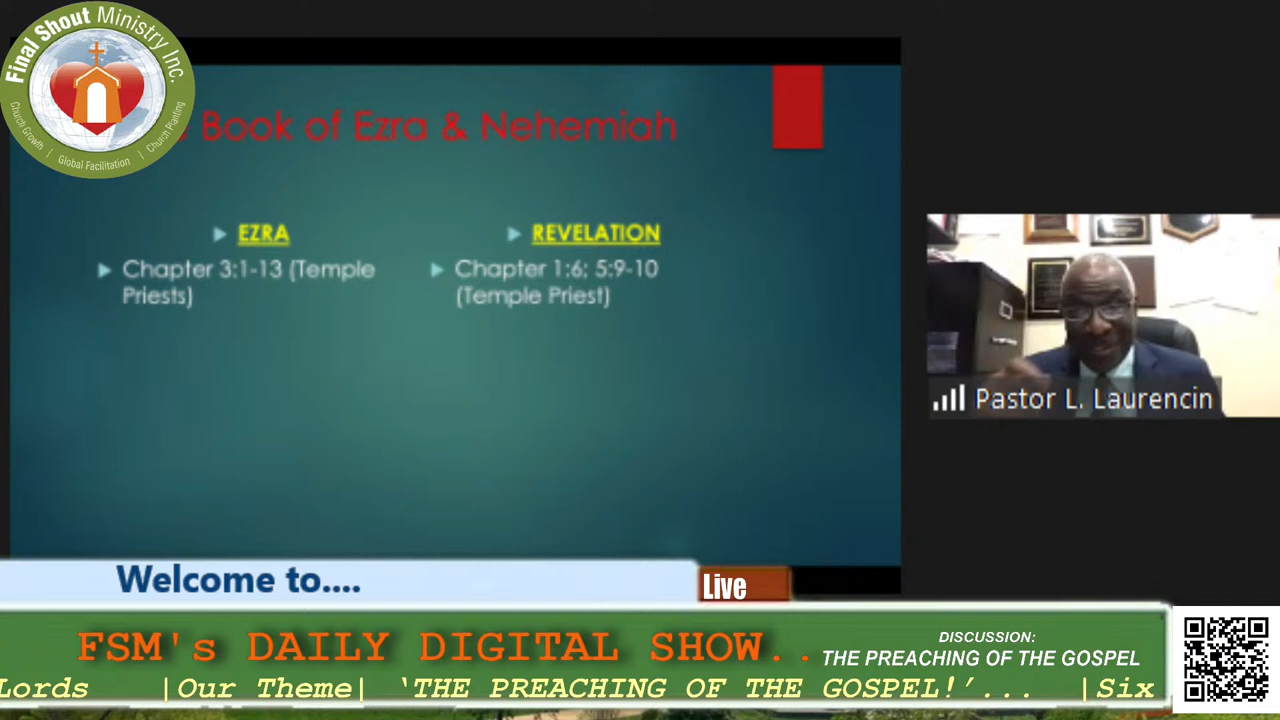 Final Shout Ministry Inc.
Church Growth | Global Facilitation | Church Planting
Book of Ezra & Nehemiah
EZRA
Chapter 3:1-13 (Temple
Priests)
REVELATION
Chapter 1:6; 5:9-10
(Temple Priest)
Pastor L. Laurencin
Welcome to....
Live
FSM's DAILY DIGITAL SHOW..
DISCUSSION:
THE PREACHING OF THE GOSPEL
Lords |Our Theme| ‘THE PREACHING OF THE GOSPEL!’... |Six